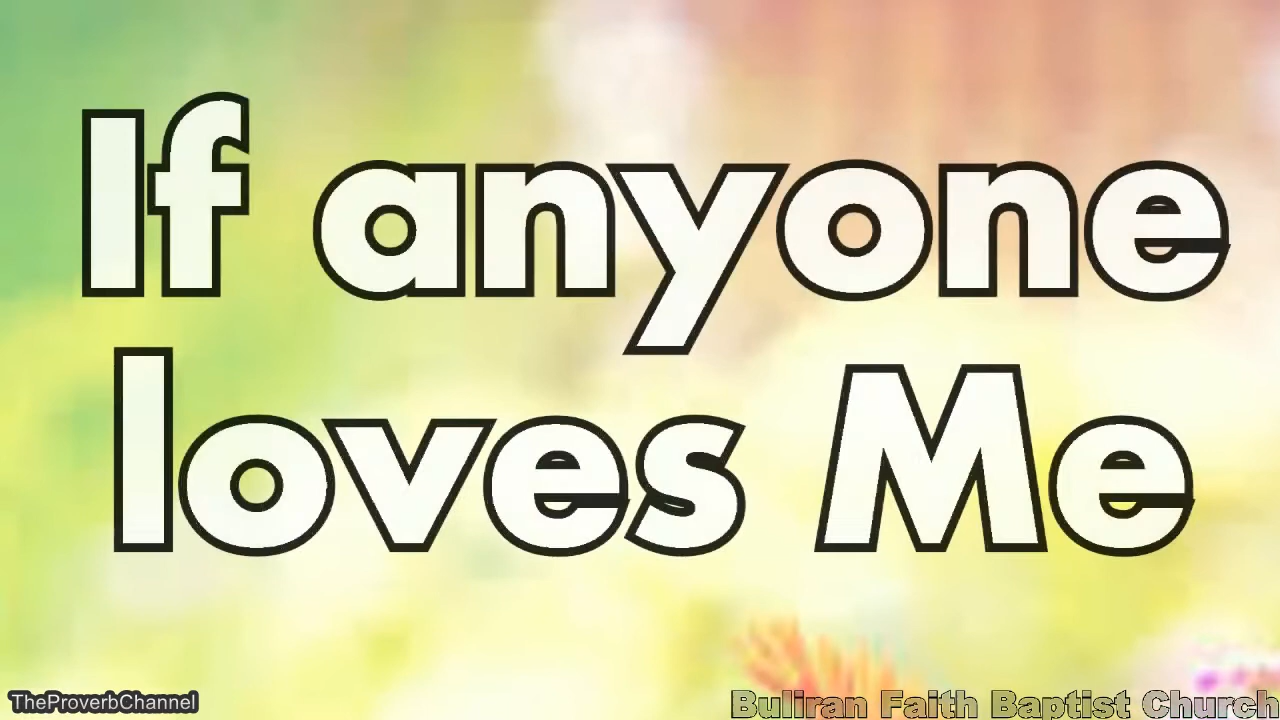 If anyone
loves Me
TheProverbChannel
Buliran Faith Baptist Church